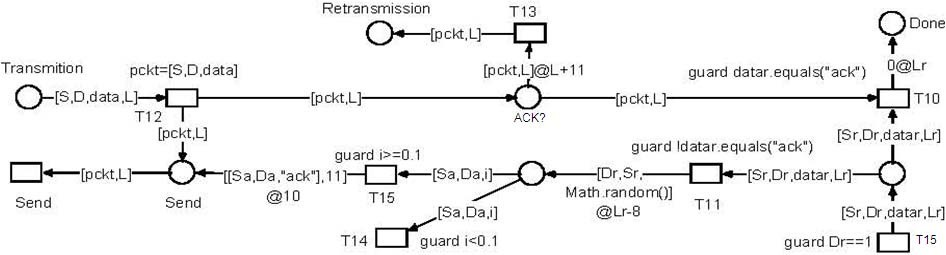 Retransmission
T13
Done
[pckt,L]
Transmition
pckt=[S,D,data]
[pckt,L]@L+11
guard datar.equals("ack")
0@Lr
[S,D,data,L]
[pckt,L]
[pckt,L]
T12
ACK?
T10
[pckt,L]
[Sr,Dr,datar,Lr]
guard i>=0.1
guard !datar.equals("ack")
[pckt,L]
[[Sa,Da,"ack"],11]
@10
[Sa,Da,i]
[Dr,Sr,
Math.random()]
@Lr-8
[Sr,Dr,datar,Lr]
T15
T11
Send
Send
[Sa,Da,i]
[Sr,Dr,datar,Lr]
T14
guard i<0.1
guard Dr==1
T15